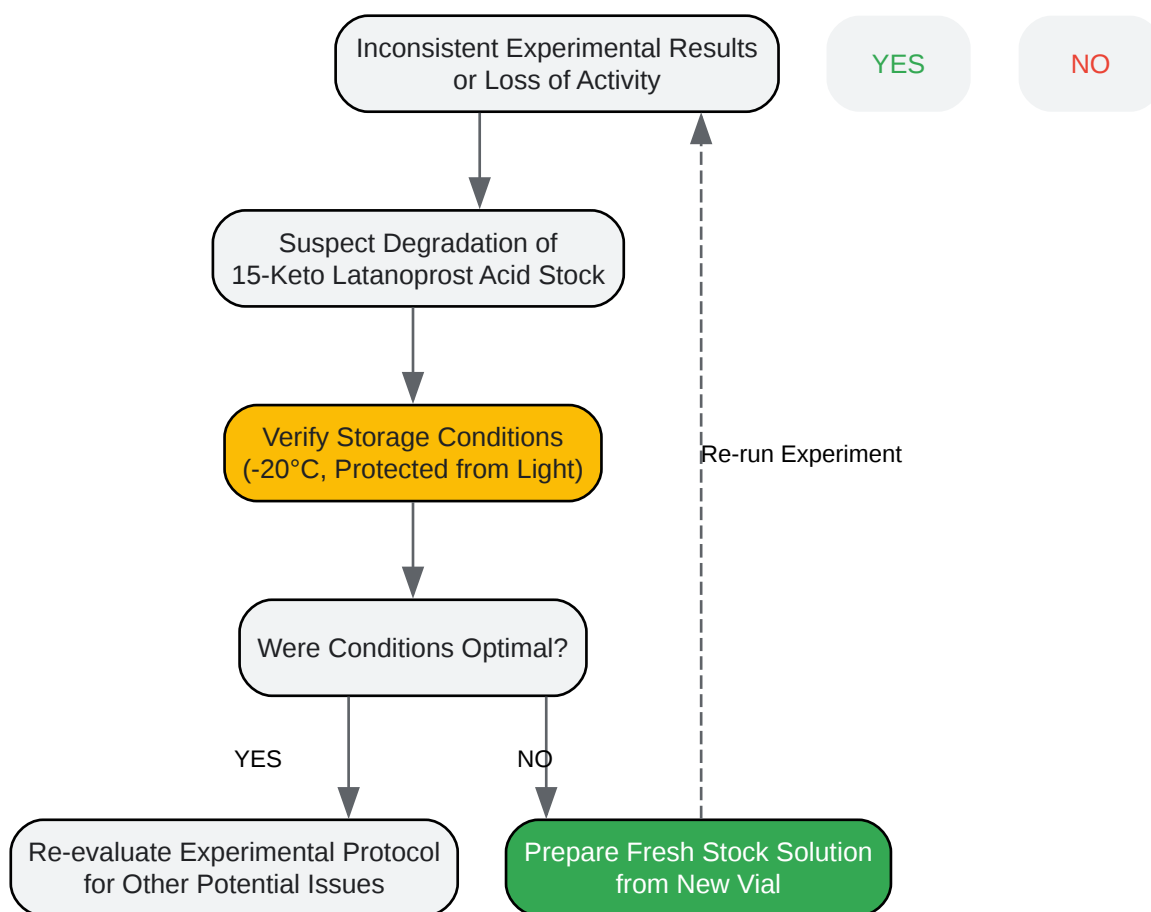 Inconsistent Experimental Results
or Loss of Activity
YES
NO
Suspect Degradation of
15-Keto Latanoprost Acid Stock
Verify Storage Conditions
(-20°C, Protected from Light)
Re-run Experiment
Were Conditions Optimal?
YES
NO
Re-evaluate Experimental Protocol
for Other Potential Issues
Prepare Fresh Stock Solution
from New Vial